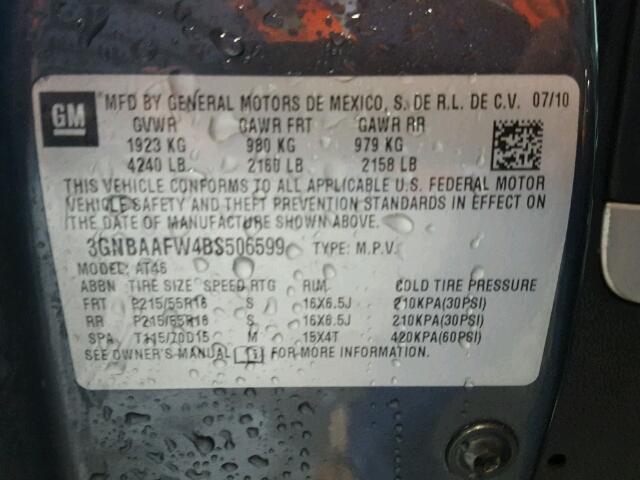 GM
MFD BY GENERAL MOTORS DE MEXICO, S. DE R.L. DE C.V. 07/10
GVWR GAWR FRT GAWR RR
1923 KG 980 KG 979 KG
4240 LB 2160 LB 2158 LB
THIS VEHICLE CONFORMS TO ALL APPLICABLE U.S. FEDERAL MOTOR
VEHICLE SAFETY AND THEFT PREVENTION STANDARDS IN EFFECT ON
THE DATE OF MANUFACTURE SHOWN ABOVE.
3GNBAAFW4BS506599 TYPE: M.P.V.
MODEL: AT46
ABBN TIRE SIZE SPEED RTG RIM COLD TIRE PRESSURE
FRT P215/55R16 S 16X6.5J 210KPA(30PSI)
RR P215/55R16 S 16X6.5J 210KPA(30PSI)
SPA T115/70D15 M 15X4T 420KPA(60PSI)
SEE OWNER'S MANUAL FOR MORE INFORMATION.